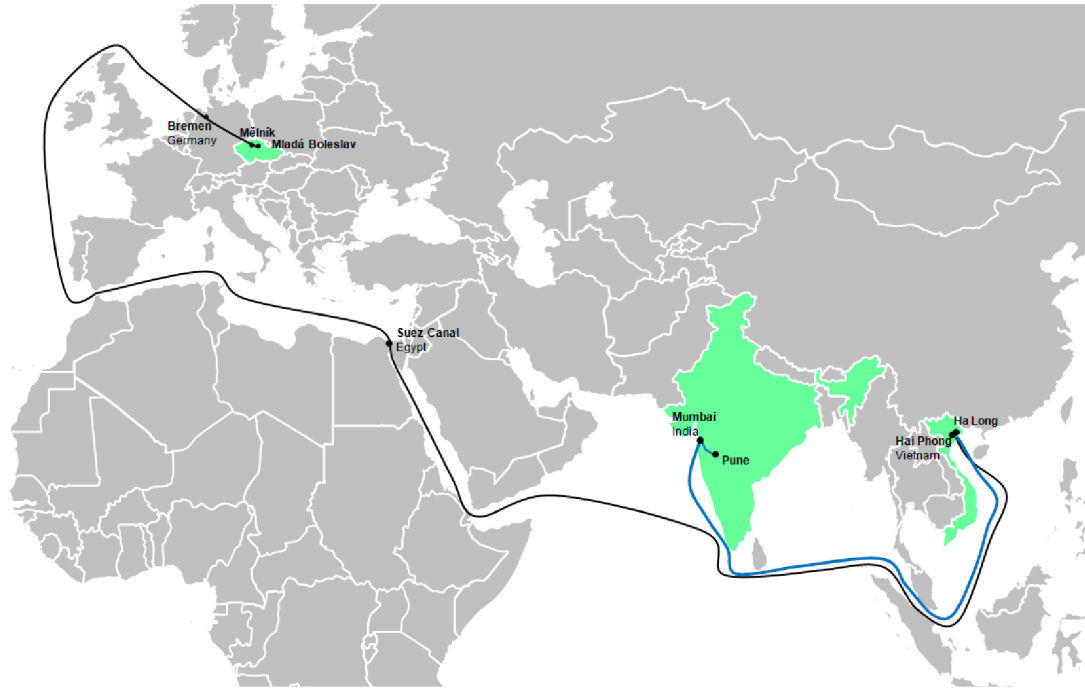 Bremen
Germany
Mělník
Mladá Boleslav
Suez Canal
Egypt
Mumbai
India
Pune
Ha Long
Hai Phong
Vietnam